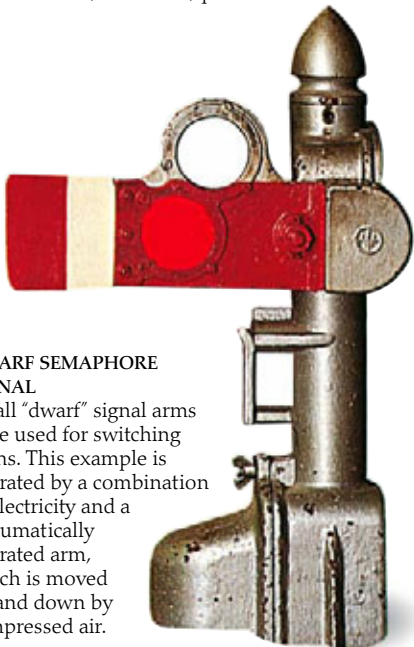 ARF SEMAPHORE
NAL
all "dwarf" signal arms
e used for switching
ns. This example is
rated by a combination
lectricity and a
umatically
rated arm,
ch is moved
and down by
mpressed air.